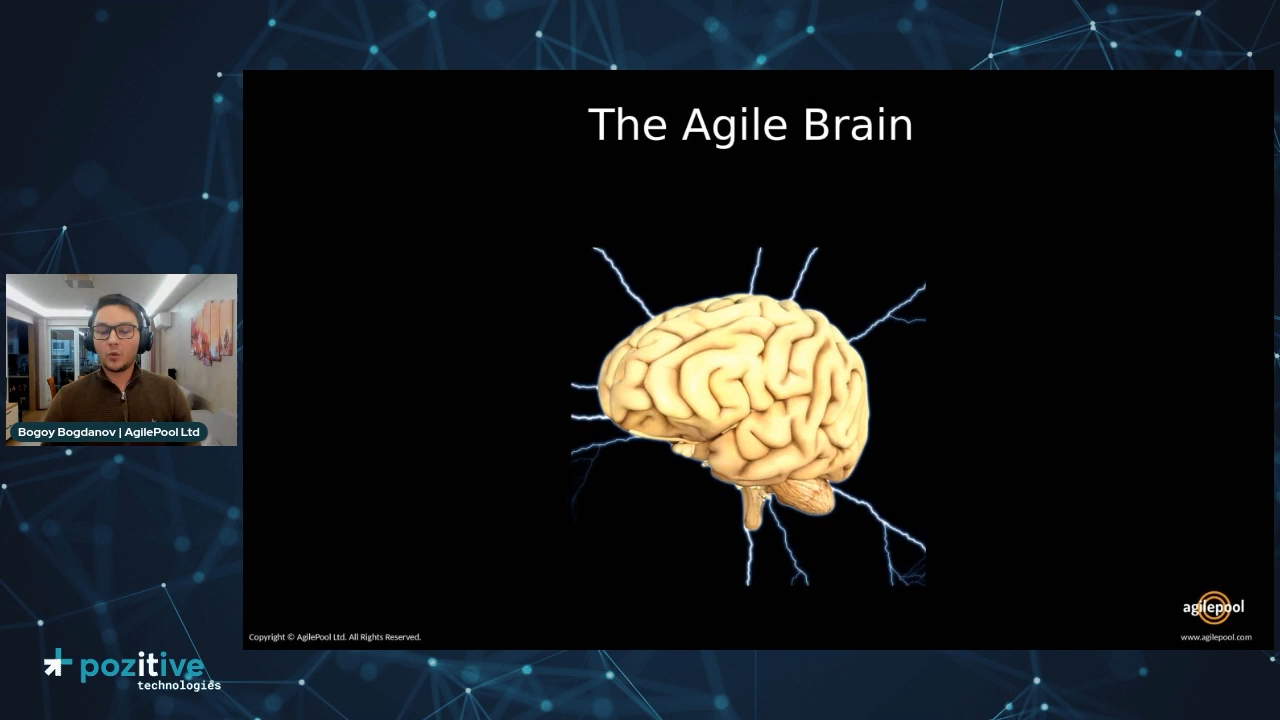 The Agile Brain
Bogoy Bogdanov | AgilePool Ltd
agilepool
Copyright © AgilePool Ltd. All Rights Reserved.
www.agilepool.com
pozitive
technologies